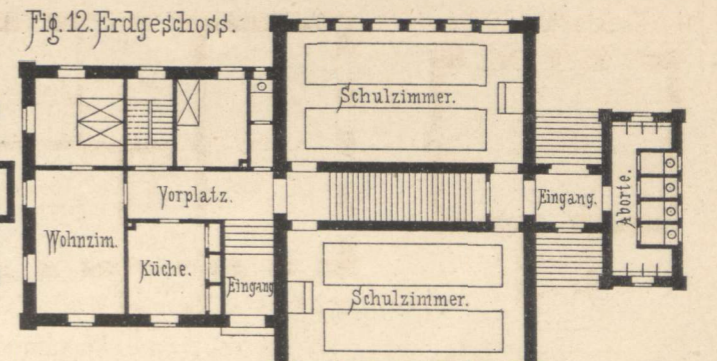 Fig. 12. Erdgeschoss.
Schulzimmer.
Vorplatz.
Eingang.
Aborte.
Wohnzim.
Küche.
Eingang
Schulzimmer.